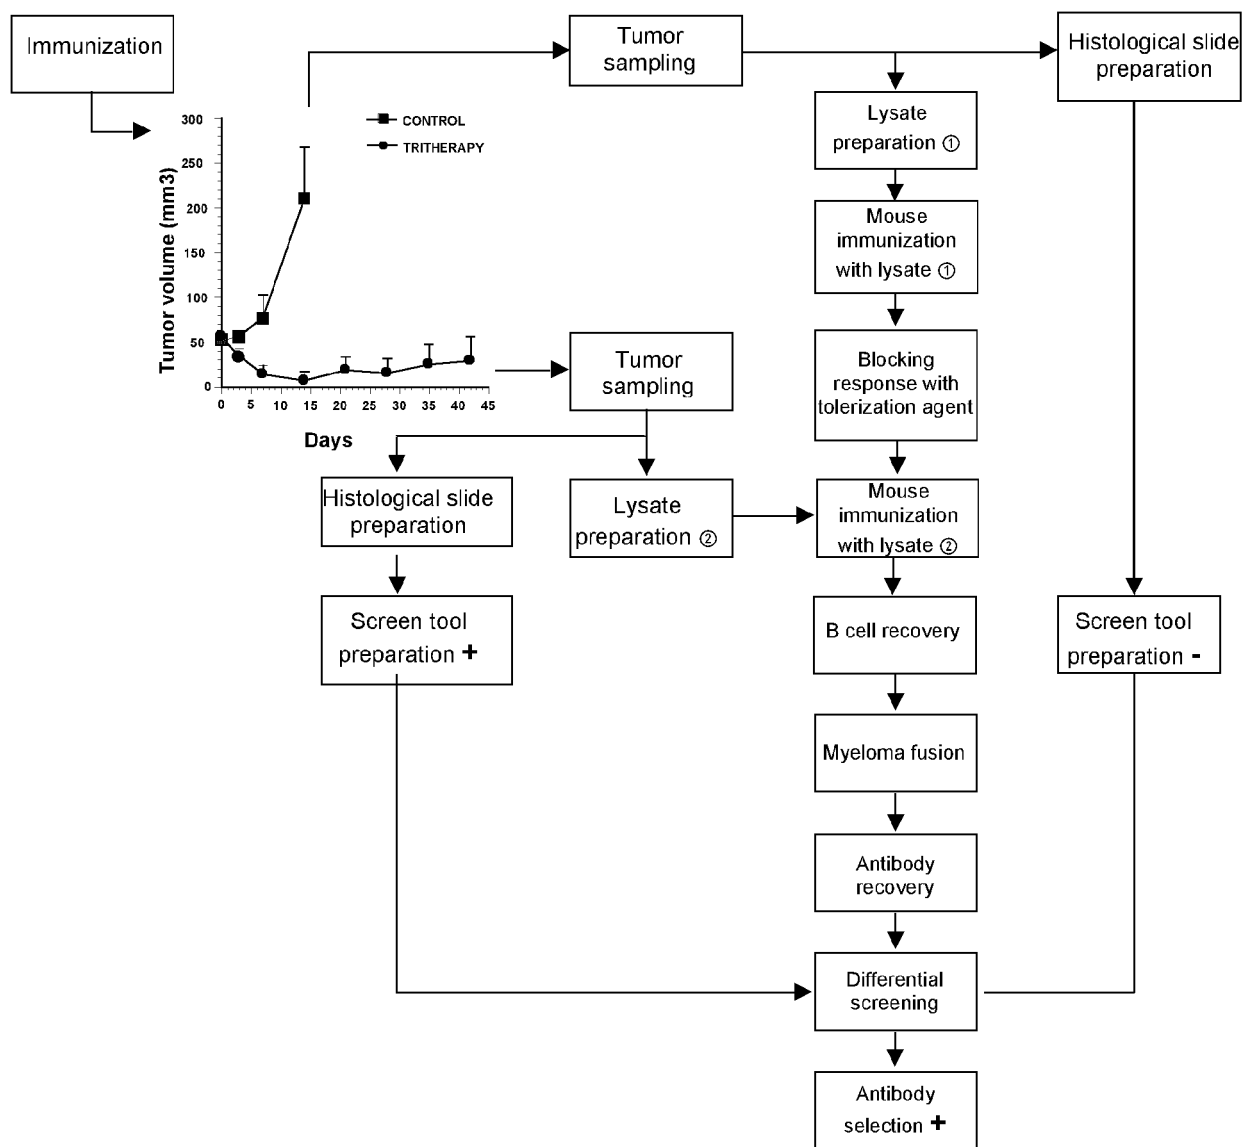 Immunization
Tumor
sampling
Histological slide
preparation
Lysate
preparation ①
Mouse
immunization
with lysate ①
Blocking
response with
tolerization agent
CONTROL
TRITHERAPY
Tumor volume (mm3)
300
250
200
150
100
50
0
0 5 10 15 20 25 30 35 40 45
Days
Tumor
sampling
Histological slide
preparation
Lysate
preparation ②
Mouse
immunization
with lysate ②
Screen tool
preparation +
B cell recovery
Screen tool
preparation -
Myeloma fusion
Antibody
recovery
Differential
screening
Antibody
selection +